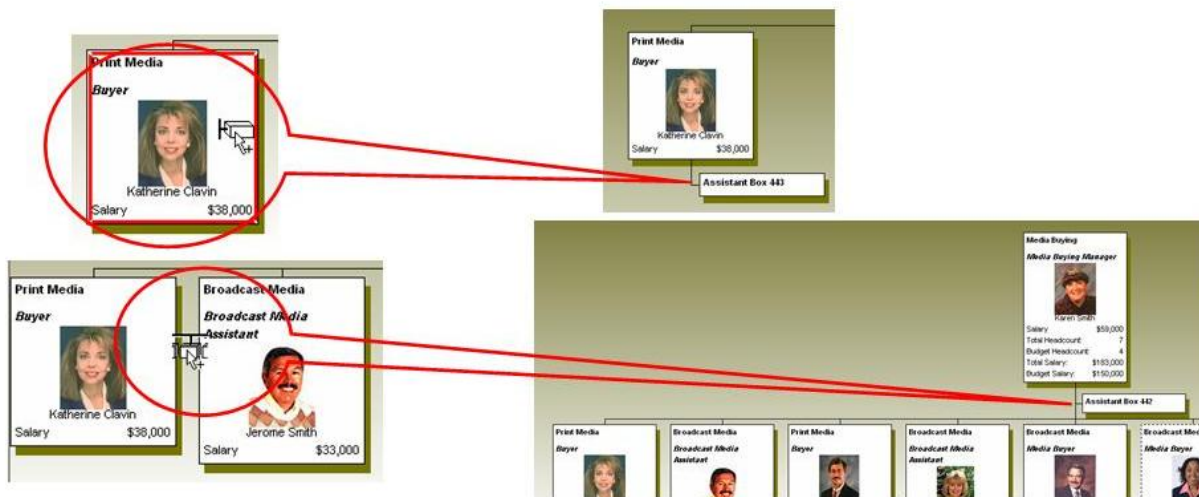 Print Media
Buyer
Katherine Clavin
Salary $38,000
Print Media
Buyer
Katherine Clavin
Salary $38,000
Assistant Box 443
Print Media
Buyer
Katherine Clavin
Salary $38,000
Broadcast Media
Broadcast Media
Assistant
Jerome Smith
Salary $33,000
Media Buying
Media Buying Manager
Karen Smith
Salary $59,000
Total Headcount: 7
Budget Headcount: 4
Total Salary: $183,000
Budget Salary: $150,000
Assistant Box 442
Print Media
Buyer
Broadcast Media
Broadcast Media
Assistant
Print Media
Buyer
Broadcast Media
Broadcast Media
Assistant
Broadcast Media
Media Buyer
Broadcast Med
Media Buyer